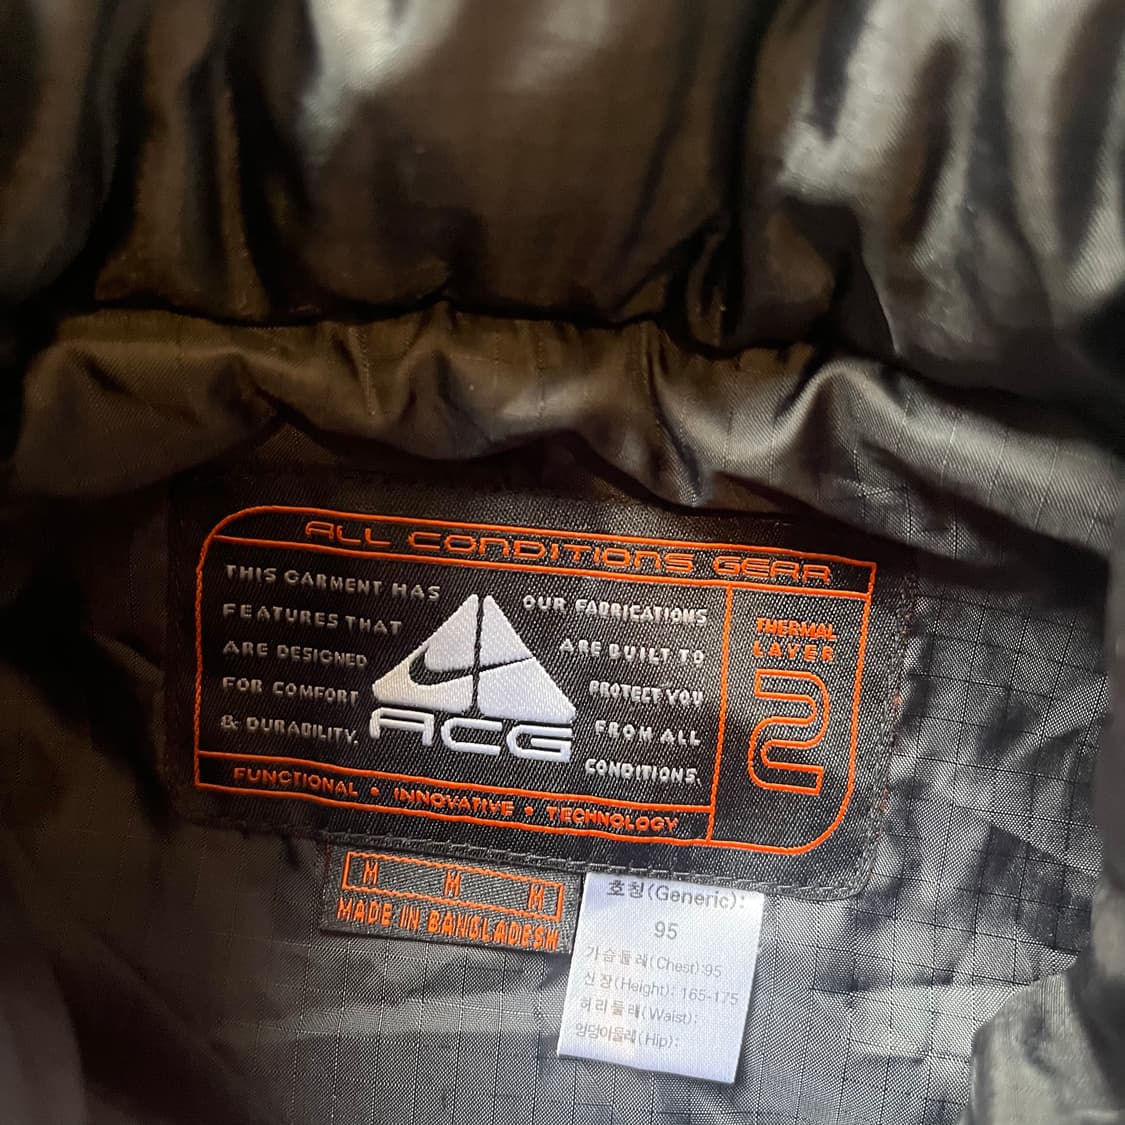 ALL CONDITIONS GEAR
THIS GARMENT HAS
FEATURES THAT
ARE DESIGNED
FOR COMFORT
& DURABILITY.
ACG
OUR FABRICATIONS
ARE BUILT TO
PROTECT YOU
FROM ALL
CONDITIONS.
THERMAL
LAYER
2
FUNCTIONAL • INNOVATIVE • TECHNOLOGY
M M M
MADE IN BANGLADESH
호칭(Generic):
95
가슴둘레(Chest):95
신장(Height): 165-175
허리둘레(Waist):
엉덩이둘레(Hip):